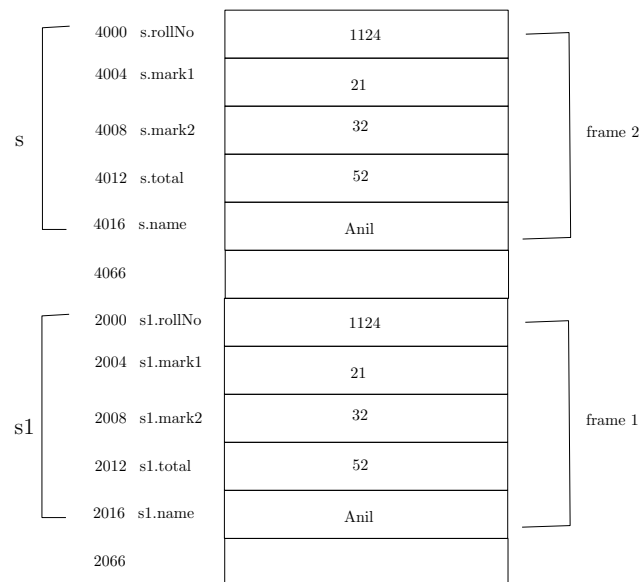 4000 s.rollNo 1124
4004 s.mark1 21
4008 s.mark2 32
frame 2
s
4012 s.total 52
4016 s.name Anil
4066
2000 s1.rollNo 1124
2004 s1.mark1 21
2008 s1.mark2 32
frame 1
s1
2012 s1.total 52
2016 s1.name Anil
2066